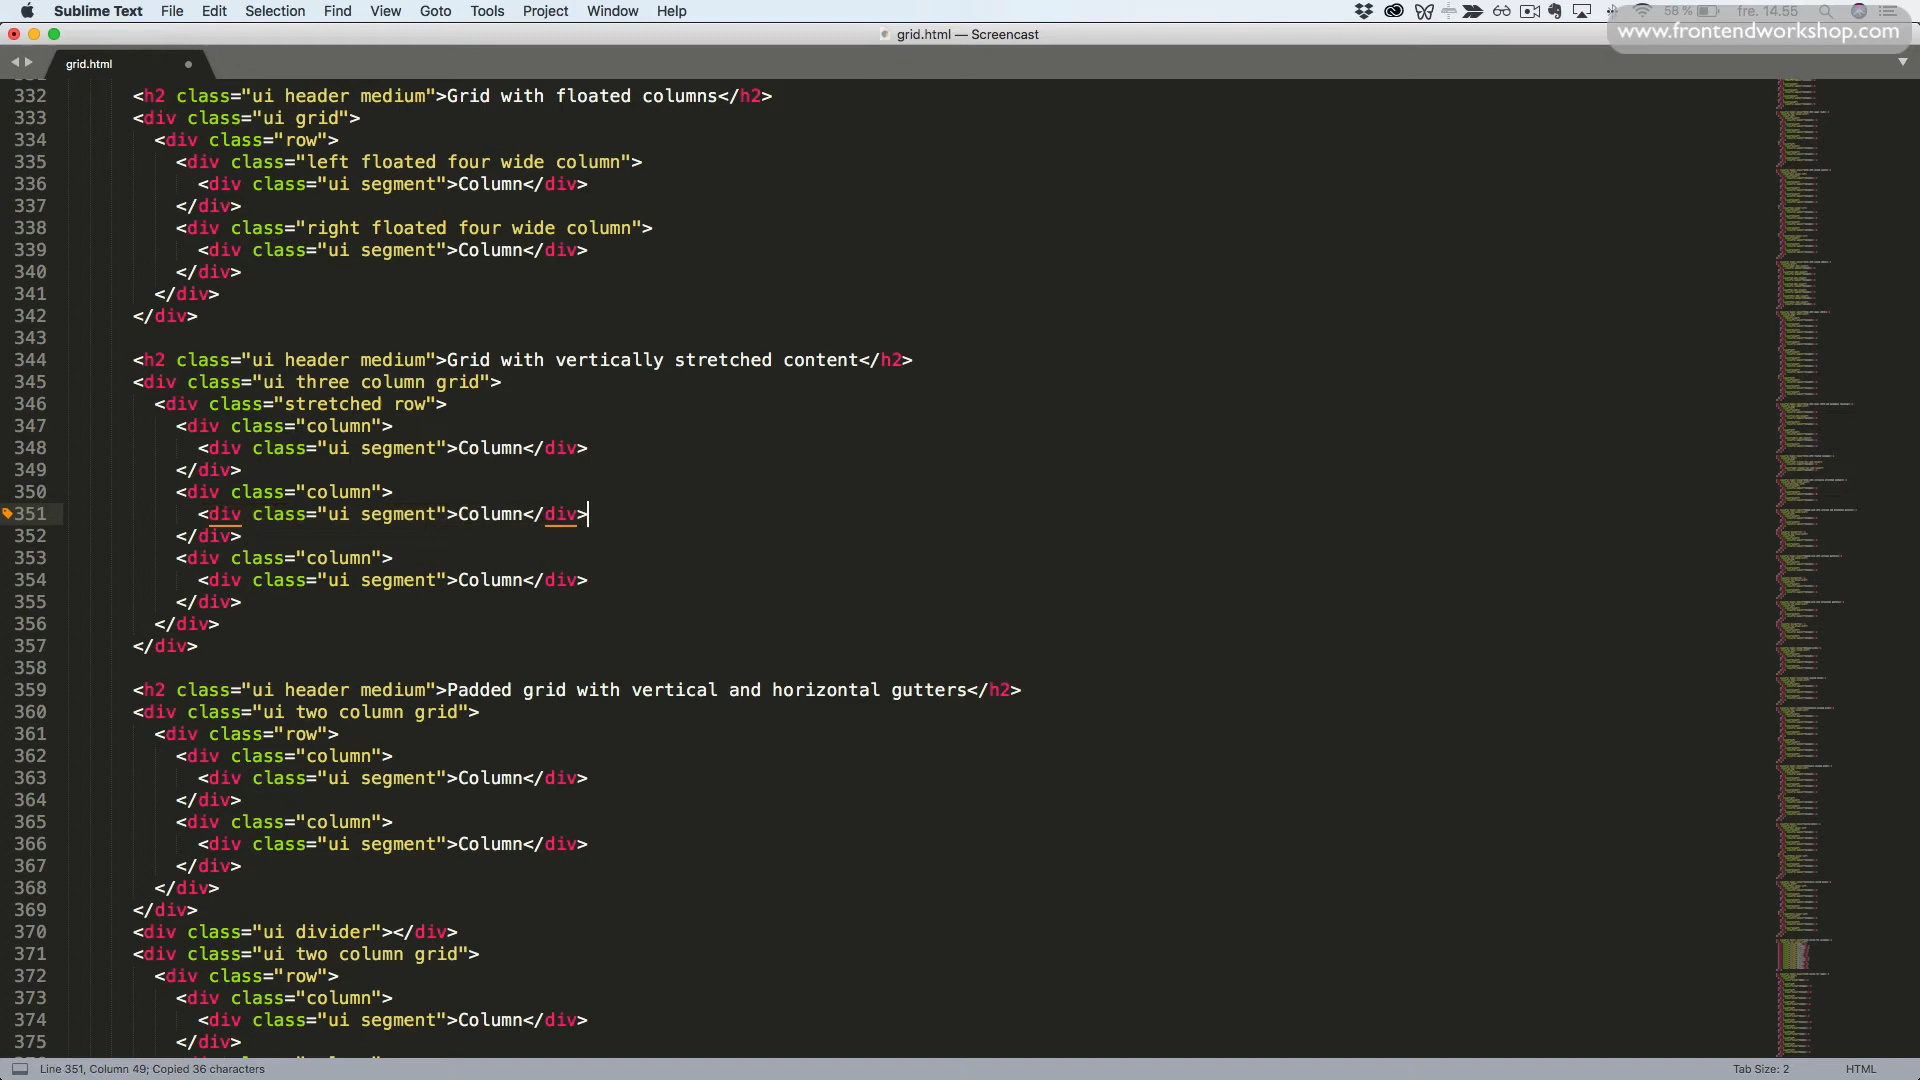 Sublime Text File Edit Selection Find View Goto Tools Project Window Help 58 % fre. 14.55
www.frontendworkshop.com
grid.html — Screencast
grid.html
332 <h2 class="ui header medium">Grid with floated columns</h2>
333 <div class="ui grid">
334 <div class="row">
335 <div class="left floated four wide column">
336 <div class="ui segment">Column</div>
337 </div>
338 <div class="right floated four wide column">
339 <div class="ui segment">Column</div>
340 </div>
341 </div>
342 </div>
343
344 <h2 class="ui header medium">Grid with vertically stretched content</h2>
345 <div class="ui three column grid">
346 <div class="stretched row">
347 <div class="column">
348 <div class="ui segment">Column</div>
349 </div>
350 <div class="column">
351 <div class="ui segment">Column</div>
352 </div>
353 <div class="column">
354 <div class="ui segment">Column</div>
355 </div>
356 </div>
357 </div>
358
359 <h2 class="ui header medium">Padded grid with vertical and horizontal gutters</h2>
360 <div class="ui two column grid">
361 <div class="row">
362 <div class="column">
363 <div class="ui segment">Column</div>
364 </div>
365 <div class="column">
366 <div class="ui segment">Column</div>
367 </div>
368 </div>
369 </div>
370 <div class="ui divider"></div>
371 <div class="ui two column grid">
372 <div class="row">
373 <div class="column">
374 <div class="ui segment">Column</div>
375 </div>
Line 351, Column 49; Copied 36 characters Tab Size: 2 HTML